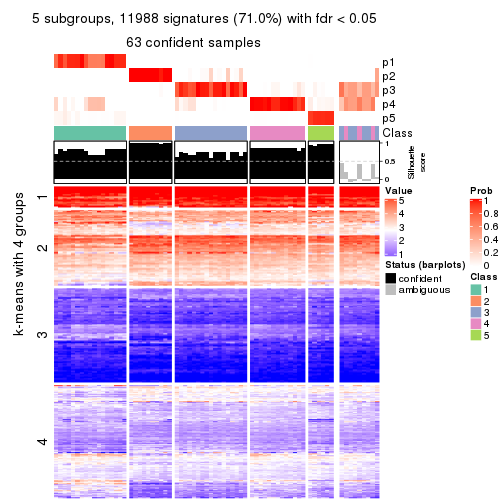 5 subgroups, 11988 signatures (71.0%) with fdr < 0.05
63 confident samples
p1
p2
p3
p4
p5
Class
1
0.5
0
Silhouette
score
k-means with 4 groups
1
2
3
4
Value
5
4
3
2
1
Status (barplots)
confident
ambiguous
Prob
1
0.8
0.6
0.4
0.2
0
Class
1
2
3
4
5